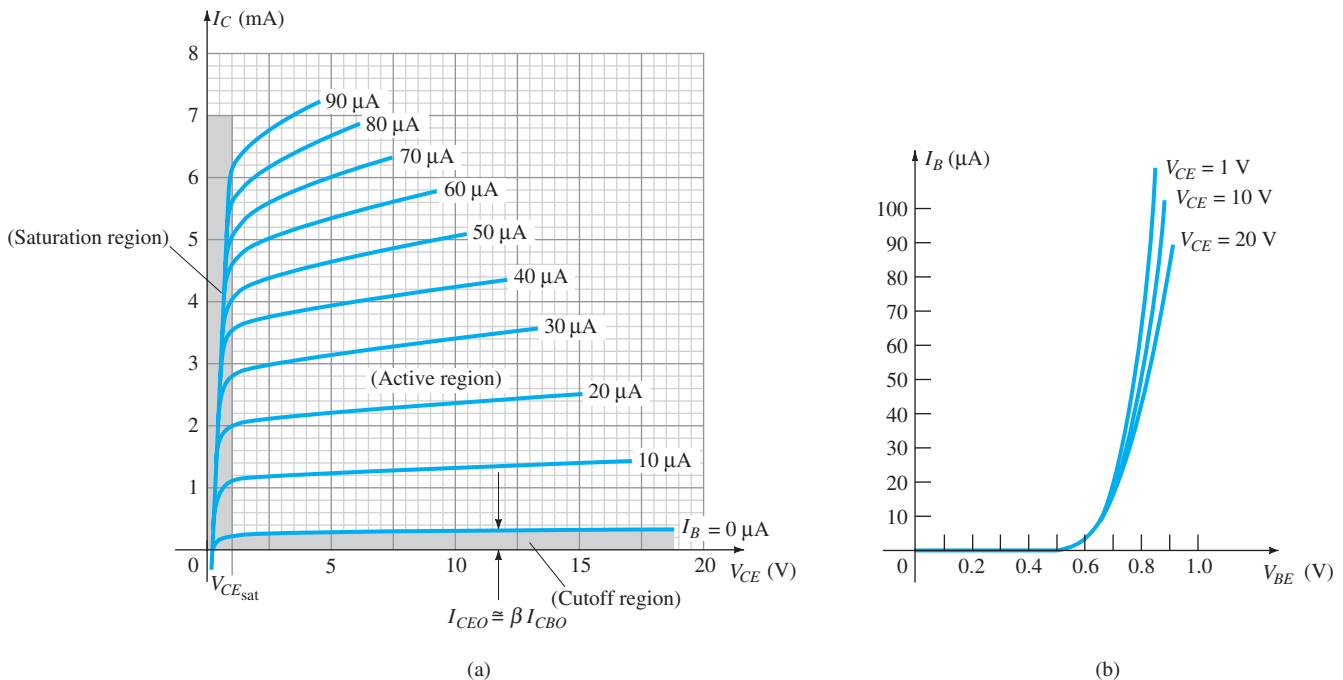 I_C (mA)
8
7
6
5
4
3
2
1
0
5
10
15
20
V_CE (V)
90 μA
80 μA
70 μA
60 μA
50 μA
40 μA
30 μA
20 μA
10 μA
I_B = 0 μA
(Saturation region)
(Active region)
(Cutoff region)
V_CE_sat
I_CEO ≅ β I_CBO
(a)
I_B (μA)
100
90
80
70
60
50
40
30
20
10
0
0.2
0.4
0.6
0.8
1.0
V_BE (V)
V_CE = 1 V
V_CE = 10 V
V_CE = 20 V
(b)